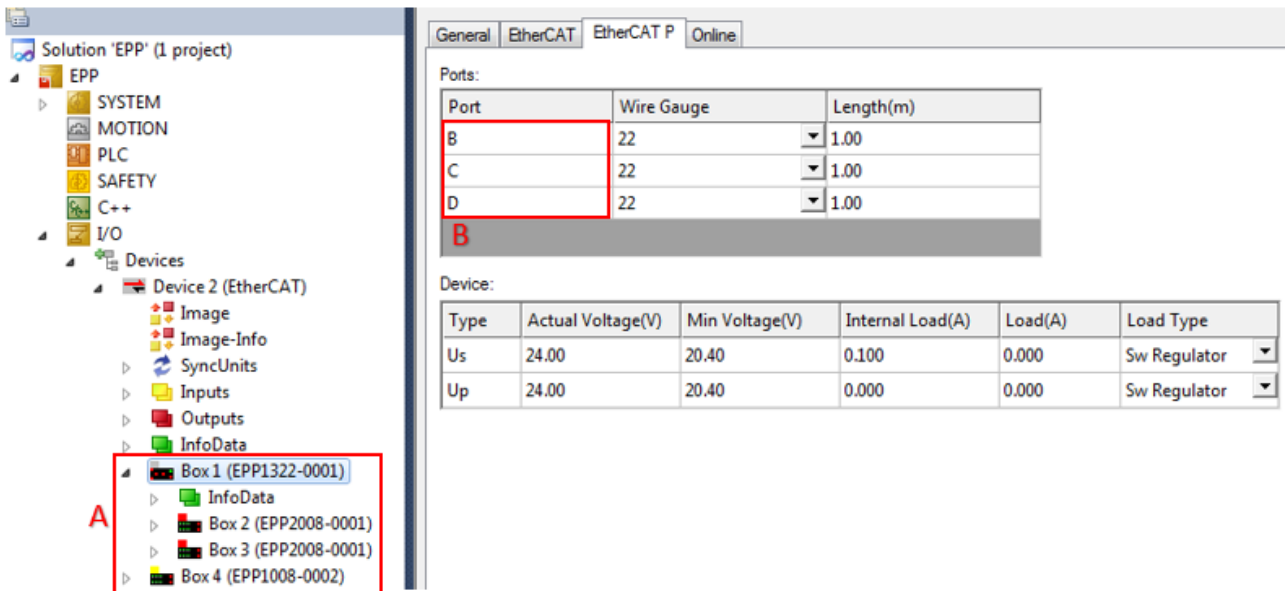 Solution 'EPP' (1 project)
EPP
SYSTEM
MOTION
PLC
SAFETY
C++
I/O
Devices
Device 2 (EtherCAT)
Image
Image-Info
SyncUnits
Inputs
Outputs
InfoData
Box 1 (EPP1322-0001)
InfoData
A
Box 2 (EPP2008-0001)
Box 3 (EPP2008-0001)
Box 4 (EPP1008-0002)
General EtherCAT EtherCAT P Online
Ports:
Port Wire Gauge Length(m)
B 22 1.00
C 22 1.00
D 22 1.00
B
Device:
Type Actual Voltage(V) Min Voltage(V) Internal Load(A) Load(A) Load Type
Us 24.00 20.40 0.100 0.000 Sw Regulator
Up 24.00 20.40 0.000 0.000 Sw Regulator